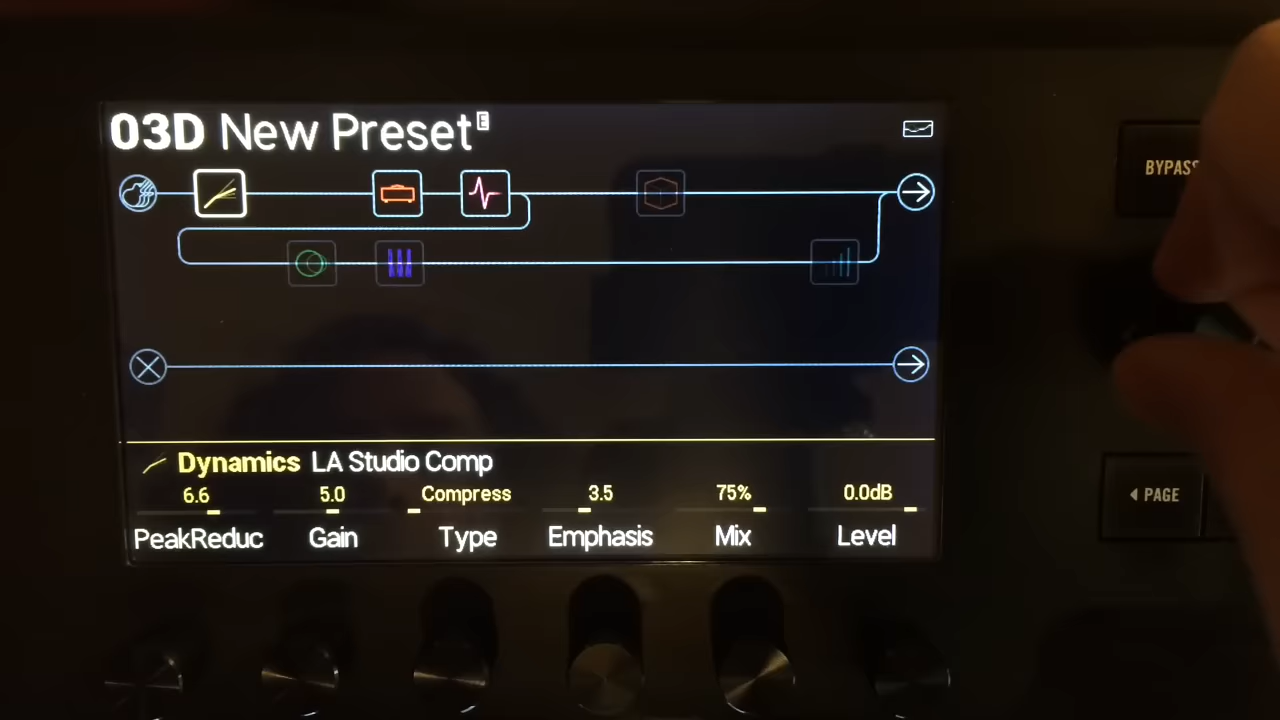 03D New Preset E
BYPASS
Dynamics LA Studio Comp
6.6 5.0 Compress 3.5 75% 0.0dB
PeakReduc Gain Type Emphasis Mix Level
PAGE